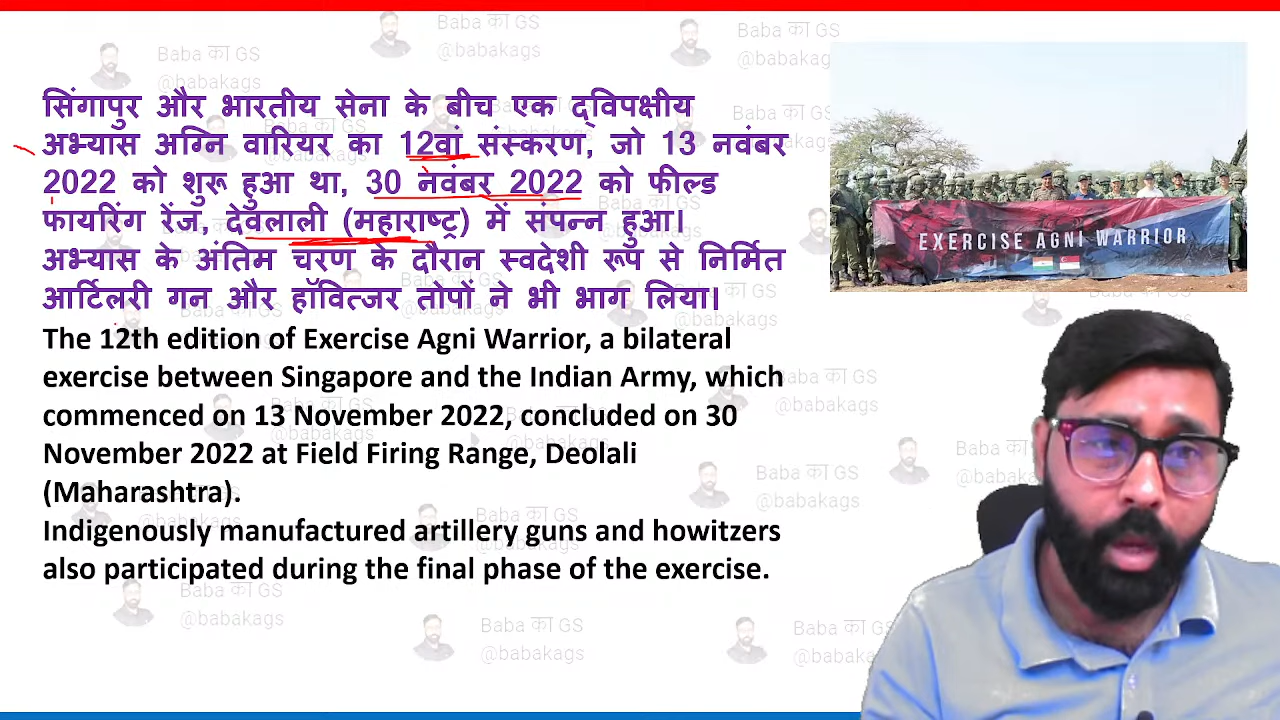 सिंगापुर और भारतीय सेना के बीच एक द्विपक्षीय
अभ्यास अग्नि वारियर का 12वां संस्करण, जो 13 नवंबर
2022 को शुरू हुआ था, 30 नवंबर 2022 को फील्ड
फायरिंग रेंज, देवलाली (महाराष्ट्र) में संपन्न हुआ।
अभ्यास के अंतिम चरण के दौरान स्वदेशी रूप से निर्मित
आर्टिलरी गन और हॉवित्जर तोपों ने भी भाग लिया।
The 12th edition of Exercise Agni Warrior, a bilateral
exercise between Singapore and the Indian Army, which
commenced on 13 November 2022, concluded on 30
November 2022 at Field Firing Range, Deolali
(Maharashtra).
Indigenously manufactured artillery guns and howitzers
also participated during the final phase of the exercise.
EXERCISE AGNI WARRIOR
Baba का GS
@babakags